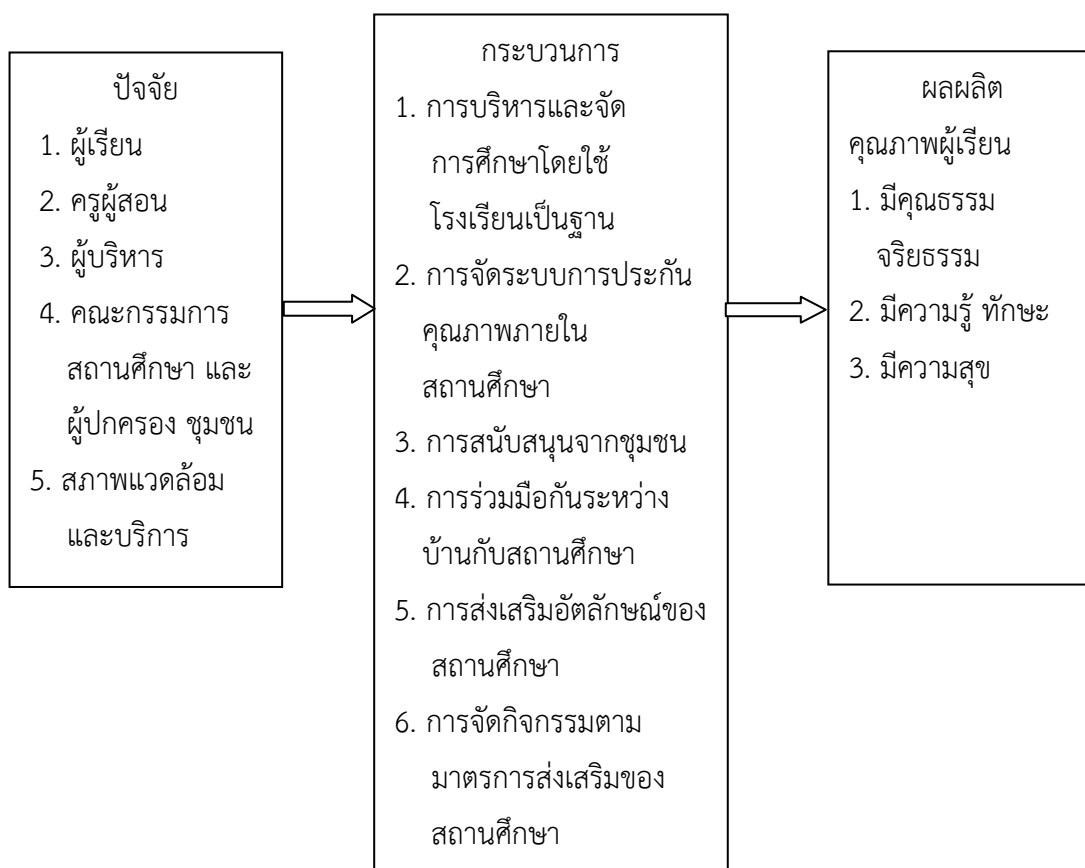 ปัจจัย
1. ผู้เรียน
2. ครูผู้สอน
3. ผู้บริหาร
4. คณะกรรมการ
สถานศึกษา และ
ผู้ปกครอง ชุมชน
5. สภาพแวดล้อม
และบริการ
กระบวนการ
1. การบริหารและจัด
การศึกษาโดยใช้
โรงเรียนเป็นฐาน
2. การจัดระบบการประกัน
คุณภาพภายใน
สถานศึกษา
3. การสนับสนุนจากชุมชน
4. การร่วมมือกันระหว่าง
บ้านกับสถานศึกษา
5. การส่งเสริมอัตลักษณ์ของ
สถานศึกษา
6. การจัดกิจกรรมตาม
มาตรการส่งเสริมของ
สถานศึกษา
ผลผลิต
คุณภาพผู้เรียน
1. มีคุณธรรม
จริยธรรม
2. มีความรู้ ทักษะ
3. มีความสุข